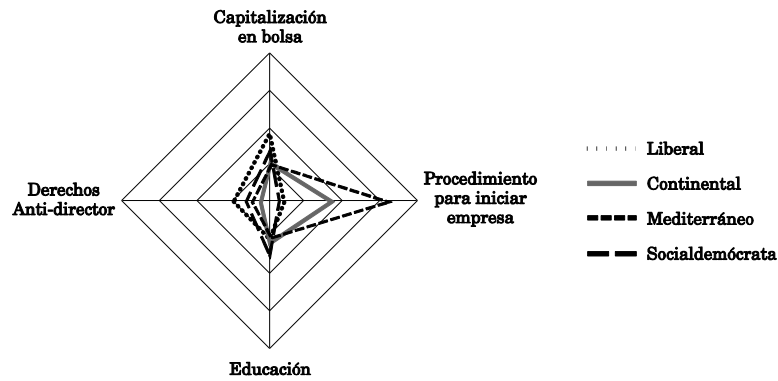 Capitalización
en bolsa
Derechos
Anti-director
Procedimiento
para iniciar
empresa
Educación
Liberal
Continental
Mediterráneo
Socialdemócrata